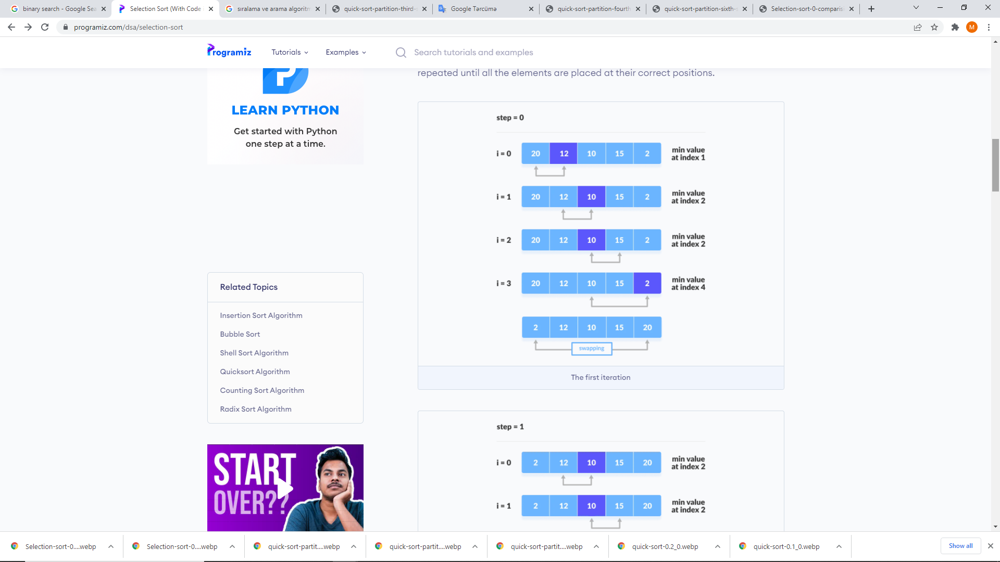 binary search - Google Sea
Selection Sort (With Code
sıralama ve arama algoritm
quick-sort-partition-third-s
Google Tərcümə
quick-sort-partition-fourth
quick-sort-partition-sixth-s
Selection-sort-0-comparis
programiz.com/dsa/selection-sort
M
Programiz
Tutorials
Examples
Search tutorials and examples
repeated until all the elements are placed at their correct positions.
LEARN PYTHON
Get started with Python
one step at a time.
step = 0
i = 0 20 12 10 15 2 min value
at index 1
i = 1 20 12 10 15 2 min value
at index 2
i = 2 20 12 10 15 2 min value
at index 2
i = 3 20 12 10 15 2 min value
at index 4
2 12 10 15 20
swapping
The first iteration
Related Topics
Insertion Sort Algorithm
Bubble Sort
Shell Sort Algorithm
Quicksort Algorithm
Counting Sort Algorithm
Radix Sort Algorithm
START
OVER??
step = 1
i = 0 2 12 10 15 20 min value
at index 2
i = 1 2 12 10 15 20 min value
at index 2
Selection-sort-0....webp
Selection-sort-0....webp
quick-sort-partit....webp
quick-sort-partit....webp
quick-sort-partit....webp
quick-sort-0.2_0.webp
quick-sort-0.1_0.webp
Show all